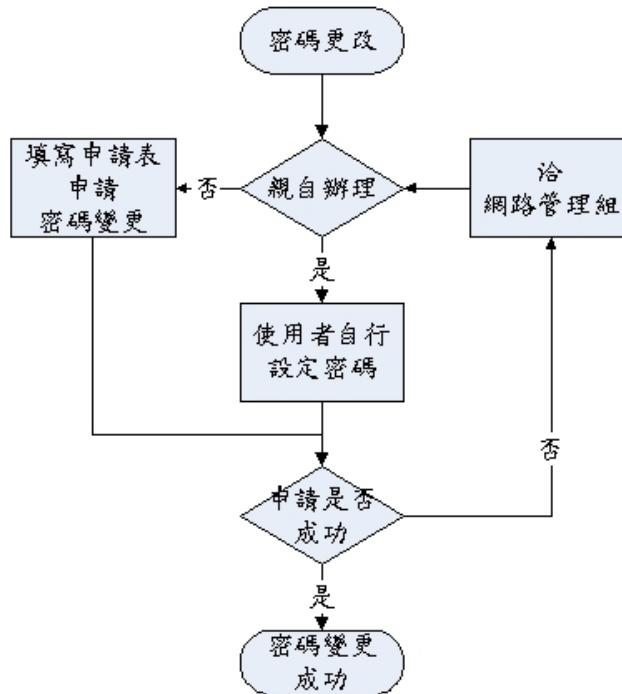 密碼更改
填寫申請表
申請
密碼變更
否
親自辦理
洽
網路管理組
是
使用者自行
設定密碼
否
申請是否
成功
是
密碼變更
成功